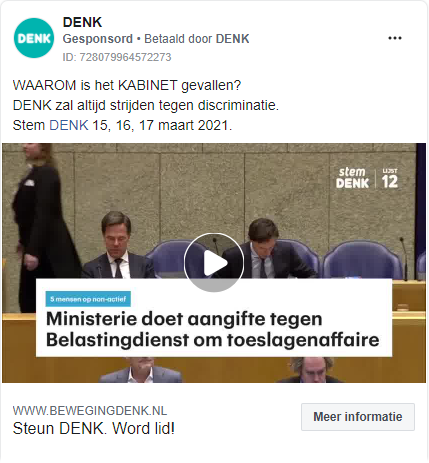 DENK
DENK
Gesponsord • Betaald door DENK
ID: 728079964572273
WAAROM is het KABINET gevallen?
DENK zal altijd strijden tegen discriminatie.
Stem DENK 15, 16, 17 maart 2021.
stem DENK
LIJST 12
5 mensen op non-actief
Ministerie doet aangifte tegen
Belastingdienst om toeslagenaffaire
WWW.BEWEGINGDENK.NL
Steun DENK. Word lid!
Meer informatie